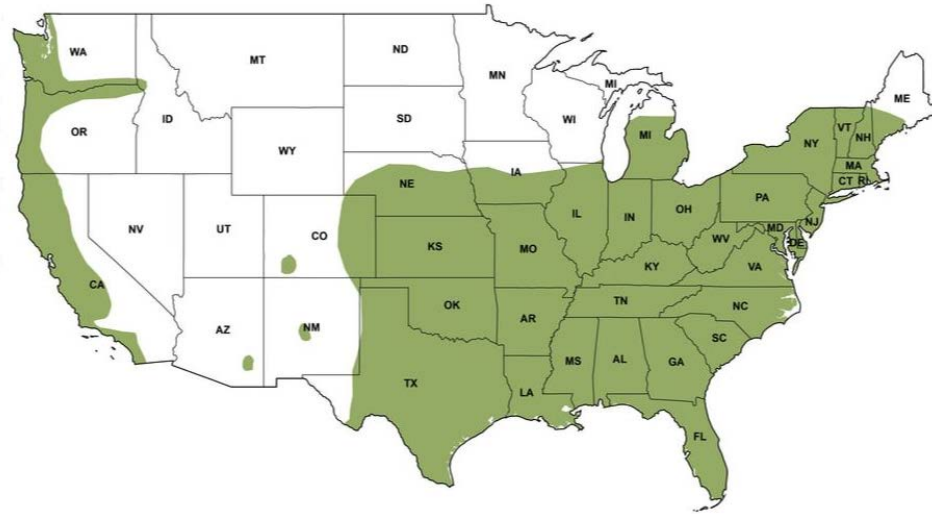 WA
MT
ND
MN
MI
ME
OR
ID
SD
WI
MI
NY
VT
NH
WY
IA
MA
CT RI
NE
PA
NV
UT
CO
IL
IN
OH
NJ
MD
DE
KS
MO
WV
VA
CA
KY
NC
OK
TN
AZ
NM
AR
SC
MS
AL
GA
TX
LA
FL